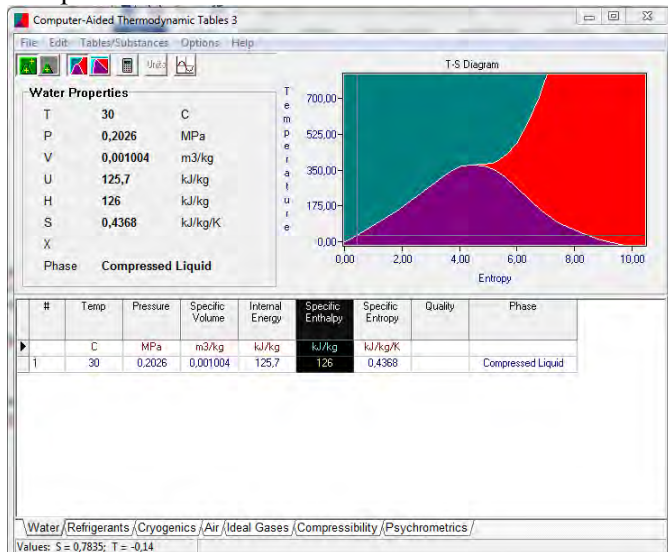 Computer-Aided Thermodynamic Tables 3
File Edit Tables/Substances Options Help
Units
Water Properties
T 30 C
P 0,2026 MPa
V 0,001004 m3/kg
U 125,7 kJ/kg
H 126 kJ/kg
S 0,4368 kJ/kg/K
X
Phase Compressed Liquid
T-S Diagram
Temperature
700,00
525,00
350,00
175,00
0,00
0,00 2,00 4,00 6,00 8,00 10,00
Entropy
# Temp Pressure Specific Volume Internal Energy Specific Enthalpy Specific Entropy Quality Phase
C MPa m3/kg kJ/kg kJ/kg kJ/kg/K
1 30 0,2026 0,001004 125,7 126 0,4368 Compressed Liquid
Water Refrigerants Cryogenics Air Ideal Gases Compressibility Psychrometrics
Values: S = 0,7835; T = -0,14